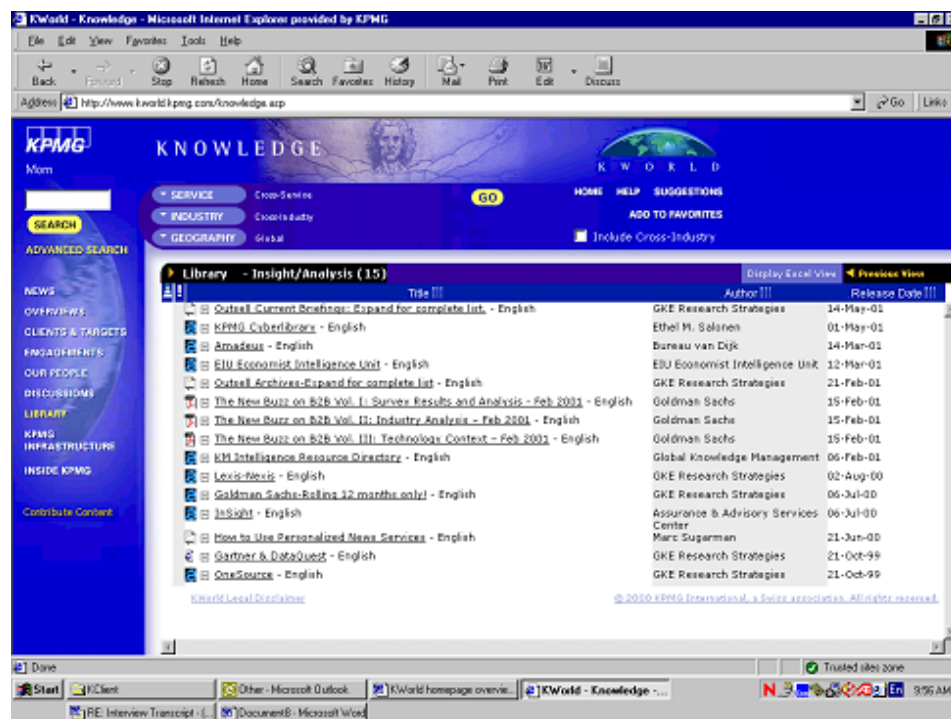 KWorld - Knowledge - Microsoft Internet Explorer provided by KPMG
File Edit View Favorites Tools Help
Back Forward Stop Refresh Home Search Favorites History Mail Print Edit Discuss
Address http://www.kworld.kpmg.com/knowledge.asp Go Links
KPMG
Mom
KNOWLEDGE
KWORLD
SERVICE Cross-Service GO HOME HELP SUGGESTIONS
INDUSTRY Cross-Industry ADD TO FAVORITES
GEOGRAPHY Global Include Cross-Industry
SEARCH
ADVANCED SEARCH
NEWS
OVERVIEWS
CLIENTS & TARGETS
ENGAGEMENTS
OUR PEOPLE
DISCUSSIONS
LIBRARY
KPMG
INFRASTRUCTURE
INSIDE KPMG
Contribute Content
Library - Insight/Analysis (15) Display Excel View Previous View
Title Author Release Date
Outsell Current Briefings: Expand for complete list. - English GKE Research Strategies 14-May-01
KPMG Cyberlibrary - English Ethel M. Salonen 01-May-01
Amadeus - English Bureau van Dijk 14-Mar-01
EIU Economist Intelligence Unit - English EIU Economist Intelligence Unit 12-Mar-01
Outsell Archives-Expand for complete list - English GKE Research Strategies 21-Feb-01
The New Buzz on B2B Vol. I: Survey Results and Analysis - Feb 2001 - English Goldman Sachs 15-Feb-01
The New Buzz on B2B Vol. II: Industry Analysis - Feb 2001 - English Goldman Sachs 15-Feb-01
The New Buzz on B2B Vol. III: Technology Context - Feb 2001 - English Goldman Sachs 15-Feb-01
KM Intelligence Resource Directory - English Global Knowledge Management 06-Feb-01
Lexis-Nexis - English GKE Research Strategies 02-Aug-00
Goldman Sachs-Rolling 12 months only! - English GKE Research Strategies 06-Jul-00
InSight - English Assurance & Advisory Services 06-Jul-00
Center
How to Use Personalized News Services - English Marc Sugarman 21-Jun-00
Gartner & DataQuest - English GKE Research Strategies 21-Oct-99
OneSource - English GKE Research Strategies 21-Oct-99
KWorld Legal Disclaimer © 2000 KPMG International, a Swiss association. All rights reserved.
Done Trusted sites zone
Start KClient Other - Microsoft Outlook KWorld homepage overvie... KWorld - Knowledge -... En 9:56 AM
RE: Interview Transcript - (... Document8 - Microsoft Word